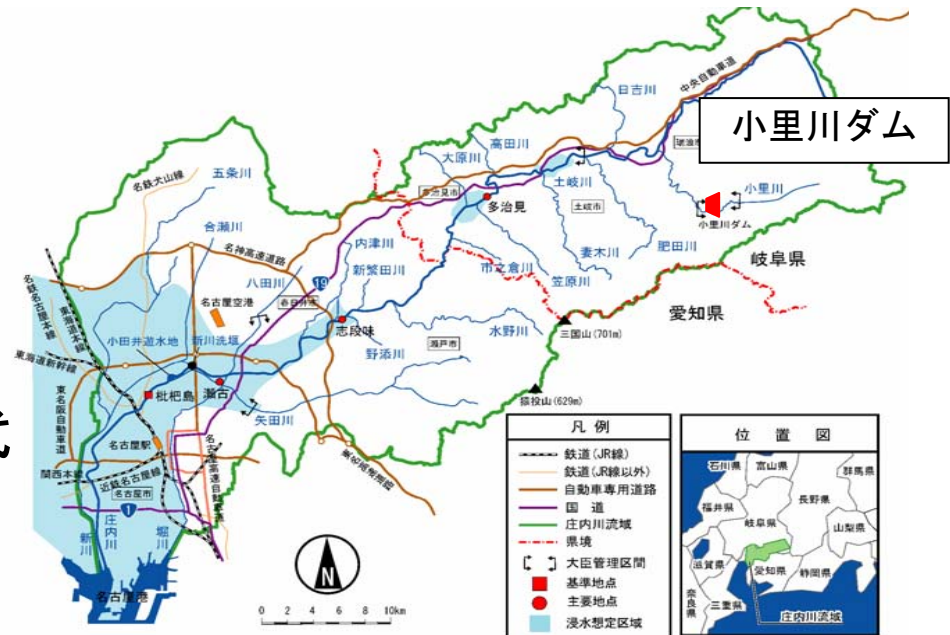 小里川ダム
中央自動車道
日吉川
高田川
大原川
五条川
名鉄犬山線
土岐川
小里川
多治見市
多治見
土岐市
小里川ダム
合瀬川
名神高速道路
内津川
肥田川
岐阜県
妻木川
新繁田川
市之倉川
笠原川
八田川
19
愛知県
名古屋空港
春日井市
名鉄名古屋本線
東海道本線
志段味
水野川
三国山(701m)
小田井遊水地
新川洗堰
瀬戸市
東海道新幹線
野添川
猿投山(629m)
枇杷島
瀬古
矢田川
東名阪自動車道
名古屋駅
関西本線
近鉄名古屋線
名古屋市
1
新川
庄内川
堀川
名古屋港
N
0 2 4 6 8 10km
凡例
鉄道(JR線)
鉄道(JR線以外)
自動車専用道路
国道
庄内川流域
県境
大臣管理区間
基準地点
主要地点
浸水想定区域
位置図
石川県
富山県
群馬県
長野県
福井県
岐阜県
山梨県
滋賀県
愛知県
静岡県
奈良県
三重県
庄内川流域